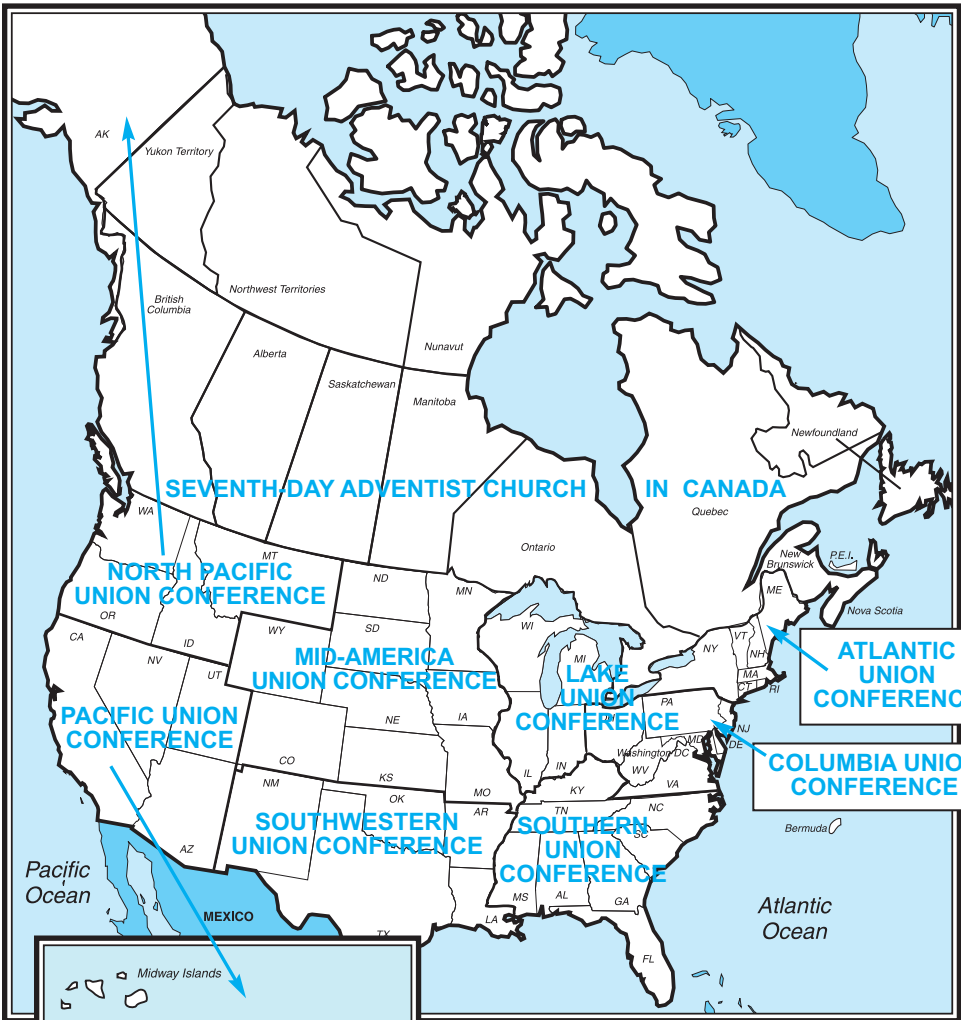 AK
Yukon Territory
Northwest Territories
British
Columbia
Nunavut
Alberta
Saskatchewan
Manitoba
Newfoundland
SEVENTH-DAY ADVENTIST CHURCH IN CANADA
Quebec
Ontario
New
Brunswick
P.E.I.
Nova Scotia
WA
MT
ND
MN
ME
NORTH PACIFIC
UNION CONFERENCE
OR
ID
WY
SD
WI
MI
NY
VT
NH
MA
CT
RI
CA
NV
UT
MID-AMERICA
UNION CONFERENCE
LAKE
UNION
CONFERENCE
ATLANTIC
UNION
CONFERENC
PACIFIC UNION
CONFERENCE
NE
IA
PA
OH
NJ
MD
DE
Washington DC
COLUMBIA UNIO
CONFERENCE
CO
KS
MO
IL
IN
WV
VA
KY
NM
OK
AR
TN
NC
SC
SOUTHWESTERN
UNION CONFERENCE
SOUTHERN
UNION
CONFERENCE
Bermuda
AZ
TX
LA
MS
AL
GA
FL
Pacific
Ocean
MEXICO
Atlantic
Ocean
Midway Islands